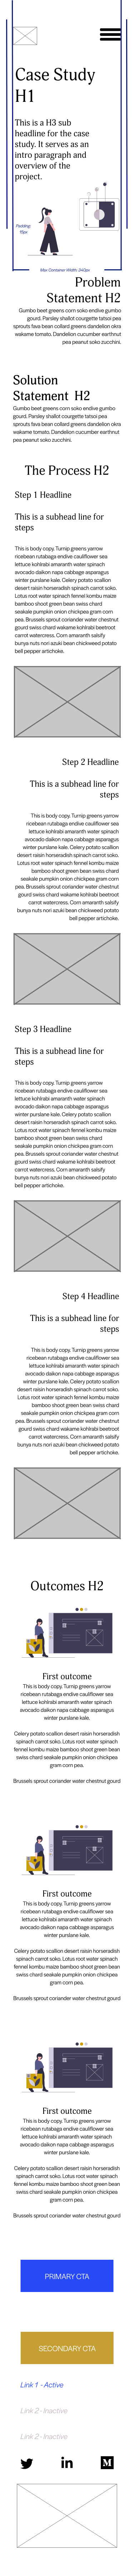 Case Study
H1
This is a H3 sub
headline for the case
study. It serves as an
intro paragraph and
overview of the
project.
Padding:
15px
Max Container Width: 240px
Problem
Statement H2
Gumbo beet greens corn soko endive gumbo
gourd. Parsley shallot courgette tatsoi pea
sprouts fava bean collard greens dandelion okra
wakame tomato. Dandelion cucumber earthnut
pea peanut soko zucchini.
Solution
Statement H2
Gumbo beet greens corn soko endive gumbo
gourd. Parsley shallot courgette tatsoi pea
sprouts fava bean collard greens dandelion okra
wakame tomato. Dandelion cucumber earthnut
pea peanut soko zucchini.
The Process H2
Step 1 Headline
This is a subhead line for
steps
This is body copy. Turnip greens yarrow
ricebean rutabaga endive cauliflower sea
lettuce kohlrabi amaranth water spinach
avocado daikon napa cabbage asparagus
winter purslane kale. Celery potato scallion
desert raisin horseradish spinach carrot soko.
Lotus root water spinach fennel kombu maize
bamboo shoot green bean swiss chard
seakale pumpkin onion chickpea gram corn
pea. Brussels sprout coriander water chestnut
gourd swiss chard wakame kohlrabi beetroot
carrot watercress. Corn amaranth salsify
bunya nuts nori azuki bean chickweed potato
bell pepper artichoke.
Step 2 Headline
This is a subhead line for
steps
This is body copy. Turnip greens yarrow
ricebean rutabaga endive cauliflower sea
lettuce kohlrabi amaranth water spinach
avocado daikon napa cabbage asparagus
winter purslane kale. Celery potato scallion
desert raisin horseradish spinach carrot soko.
Lotus root water spinach fennel kombu maize
bamboo shoot green bean swiss chard
seakale pumpkin onion chickpea gram corn
pea. Brussels sprout coriander water chestnut
gourd swiss chard wakame kohlrabi beetroot
carrot watercress. Corn amaranth salsify
bunya nuts nori azuki bean chickweed potato
bell pepper artichoke.
Step 3 Headline
This is a subhead line for
steps
This is body copy. Turnip greens yarrow
ricebean rutabaga endive cauliflower sea
lettuce kohlrabi amaranth water spinach
avocado daikon napa cabbage asparagus
winter purslane kale. Celery potato scallion
desert raisin horseradish spinach carrot soko.
Lotus root water spinach fennel kombu maize
bamboo shoot green bean swiss chard
seakale pumpkin onion chickpea gram corn
pea. Brussels sprout coriander water chestnut
gourd swiss chard wakame kohlrabi beetroot
carrot watercress. Corn amaranth salsify
bunya nuts nori azuki bean chickweed potato
bell pepper artichoke.
Step 4 Headline
This is a subhead line for
steps
This is body copy. Turnip greens yarrow
ricebean rutabaga endive cauliflower sea
lettuce kohlrabi amaranth water spinach
avocado daikon napa cabbage asparagus
winter purslane kale. Celery potato scallion
desert raisin horseradish spinach carrot soko.
Lotus root water spinach fennel kombu maize
bamboo shoot green bean swiss chard
seakale pumpkin onion chickpea gram corn
pea. Brussels sprout coriander water chestnut
gourd swiss chard wakame kohlrabi beetroot
carrot watercress. Corn amaranth salsify
bunya nuts nori azuki bean chickweed potato
bell pepper artichoke.
Outcomes H2
First outcome
This is body copy. Turnip greens yarrow
ricebean rutabaga endive cauliflower sea
lettuce kohlrabi amaranth water spinach
avocado daikon napa cabbage asparagus
winter purslane kale.
Celery potato scallion desert raisin horseradish
spinach carrot soko. Lotus root water spinach
fennel kombu maize bamboo shoot green bean
swiss chard seakale pumpkin onion chickpea
gram corn pea.
Brussels sprout coriander water chestnut gourd
First outcome
This is body copy. Turnip greens yarrow
ricebean rutabaga endive cauliflower sea
lettuce kohlrabi amaranth water spinach
avocado daikon napa cabbage asparagus
winter purslane kale.
Celery potato scallion desert raisin horseradish
spinach carrot soko. Lotus root water spinach
fennel kombu maize bamboo shoot green bean
swiss chard seakale pumpkin onion chickpea
gram corn pea.
Brussels sprout coriander water chestnut gourd
First outcome
This is body copy. Turnip greens yarrow
ricebean rutabaga endive cauliflower sea
lettuce kohlrabi amaranth water spinach
avocado daikon napa cabbage asparagus
winter purslane kale.
Celery potato scallion desert raisin horseradish
spinach carrot soko. Lotus root water spinach
fennel kombu maize bamboo shoot green bean
swiss chard seakale pumpkin onion chickpea
gram corn pea.
Brussels sprout coriander water chestnut gourd
PRIMARY CTA
SECONDARY CTA
Link 1 - Active
Link 2 - Inactive
Link 2 - Inactive
in
M